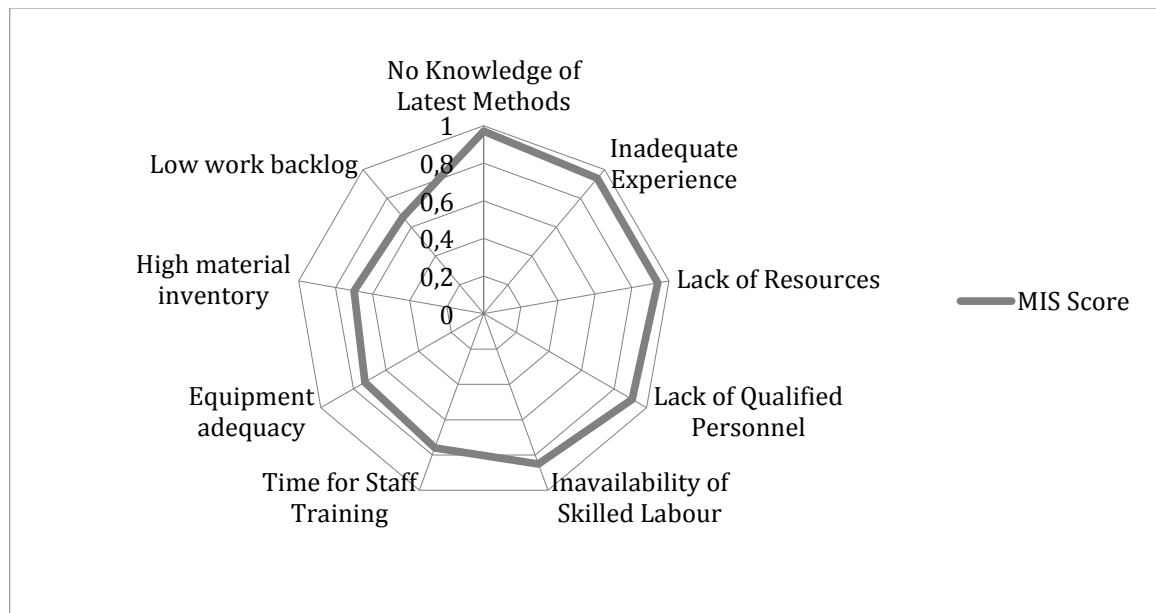 No Knowledge of
Latest Methods
Inadequate
Experience
Lack of Resources
Lack of Qualified
Personnel
Inavailability of
Skilled Labour
Time for Staff
Training
Equipment
adequacy
High material
inventory
Low work backlog
1
0,8
0,6
0,4
0,2
0
MIS Score